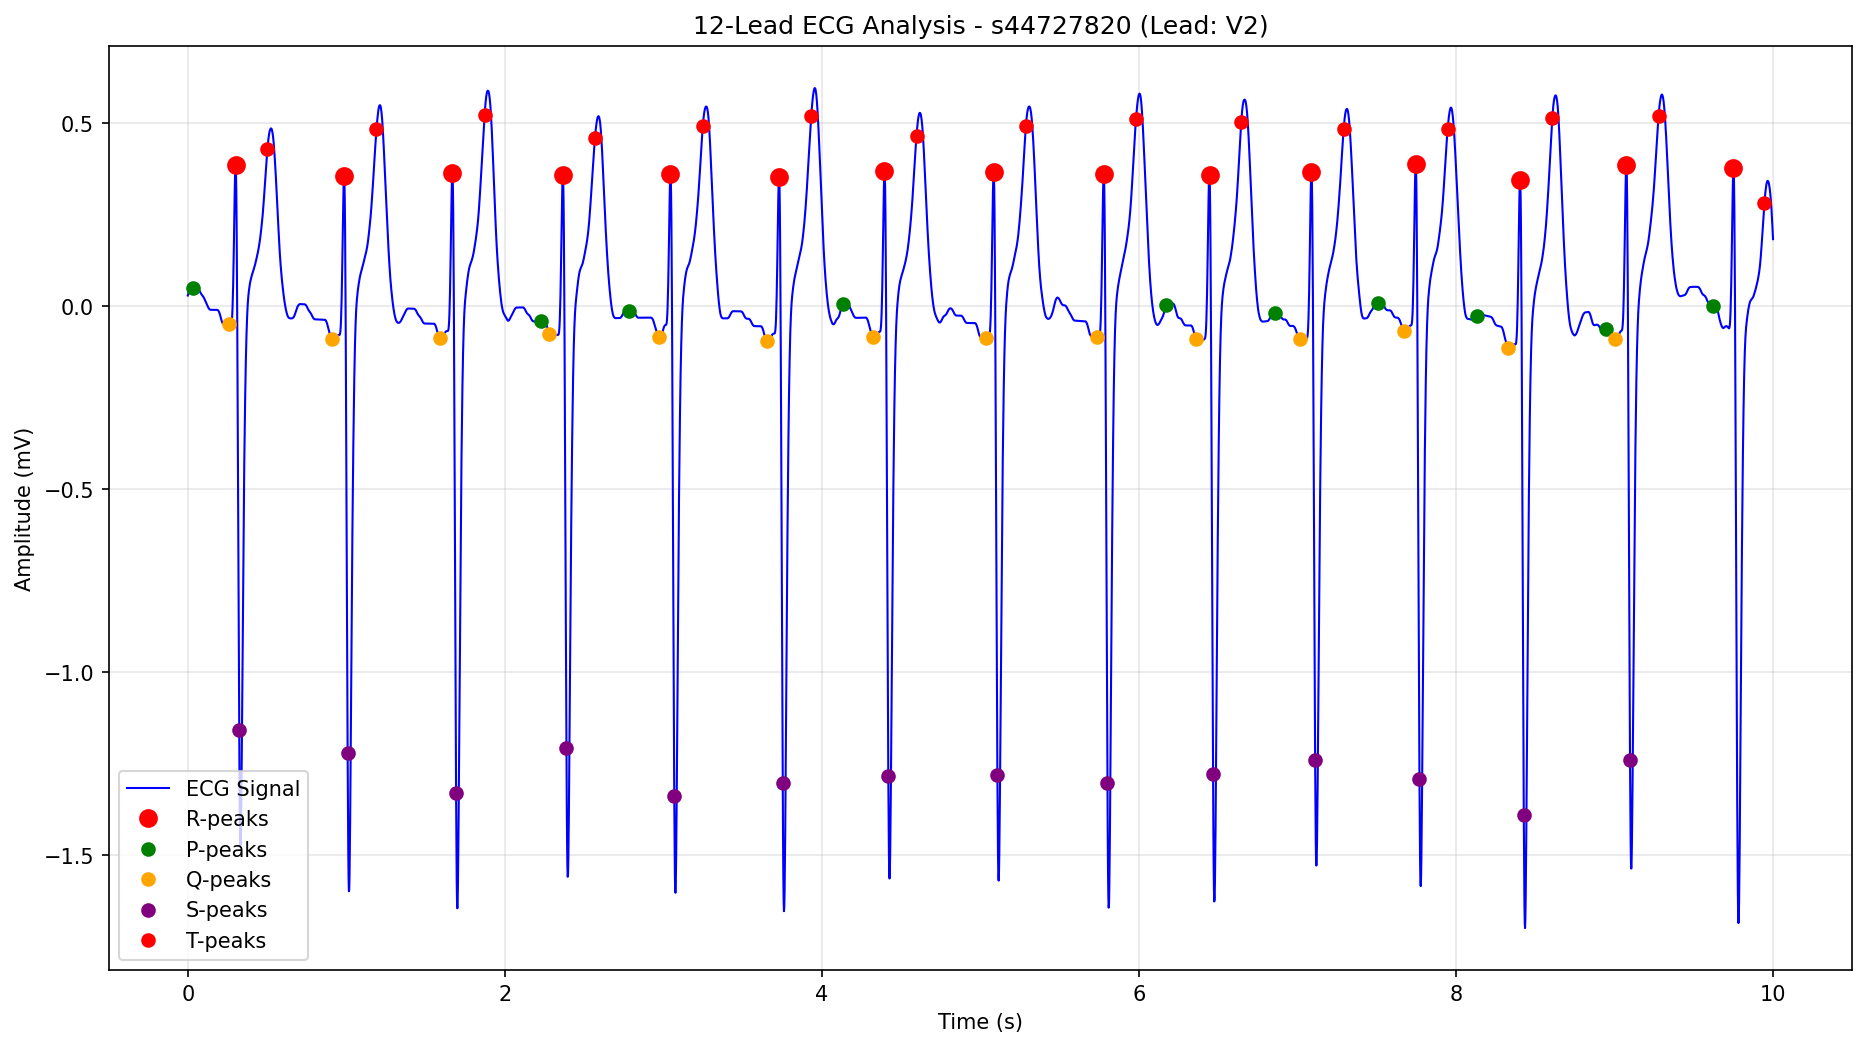 12-Lead ECG Analysis - s44727820 (Lead: V2)
Amplitude (mV)
0.5
0.0
−0.5
−1.0
−1.5
ECG Signal
R-peaks
P-peaks
Q-peaks
S-peaks
T-peaks
0 2 4 6 8 10
Time (s)